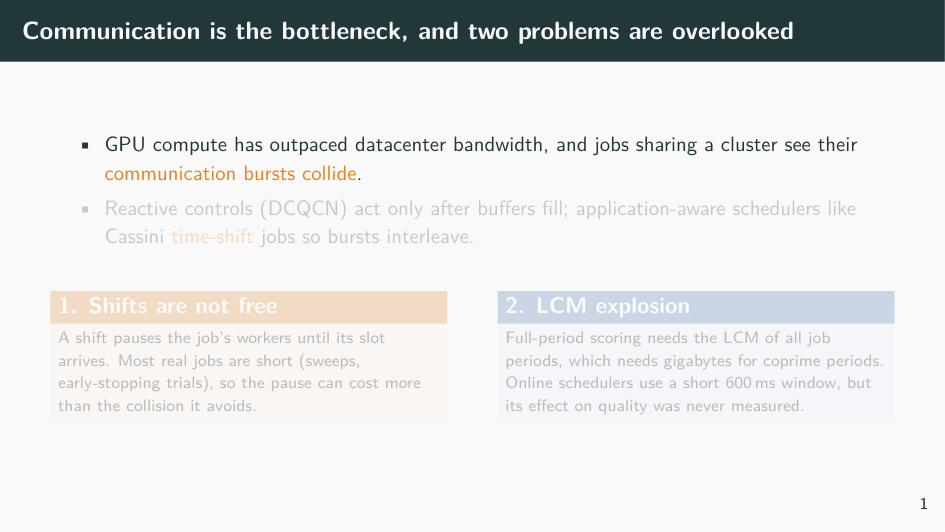 Communication is the bottleneck, and two problems are overlooked
▪ GPU compute has outpaced datacenter bandwidth, and jobs sharing a cluster see their
communication bursts collide.
▪ Reactive controls (DCQCN) act only after buffers fill; application-aware schedulers like
Cassini time-shift jobs so bursts interleave.
1. Shifts are not free
A shift pauses the job's workers until its slot
arrives. Most real jobs are short (sweeps,
early-stopping trials), so the pause can cost more
than the collision it avoids.
2. LCM explosion
Full-period scoring needs the LCM of all job
periods, which needs gigabytes for coprime periods.
Online schedulers use a short 600 ms window, but
its effect on quality was never measured.
1